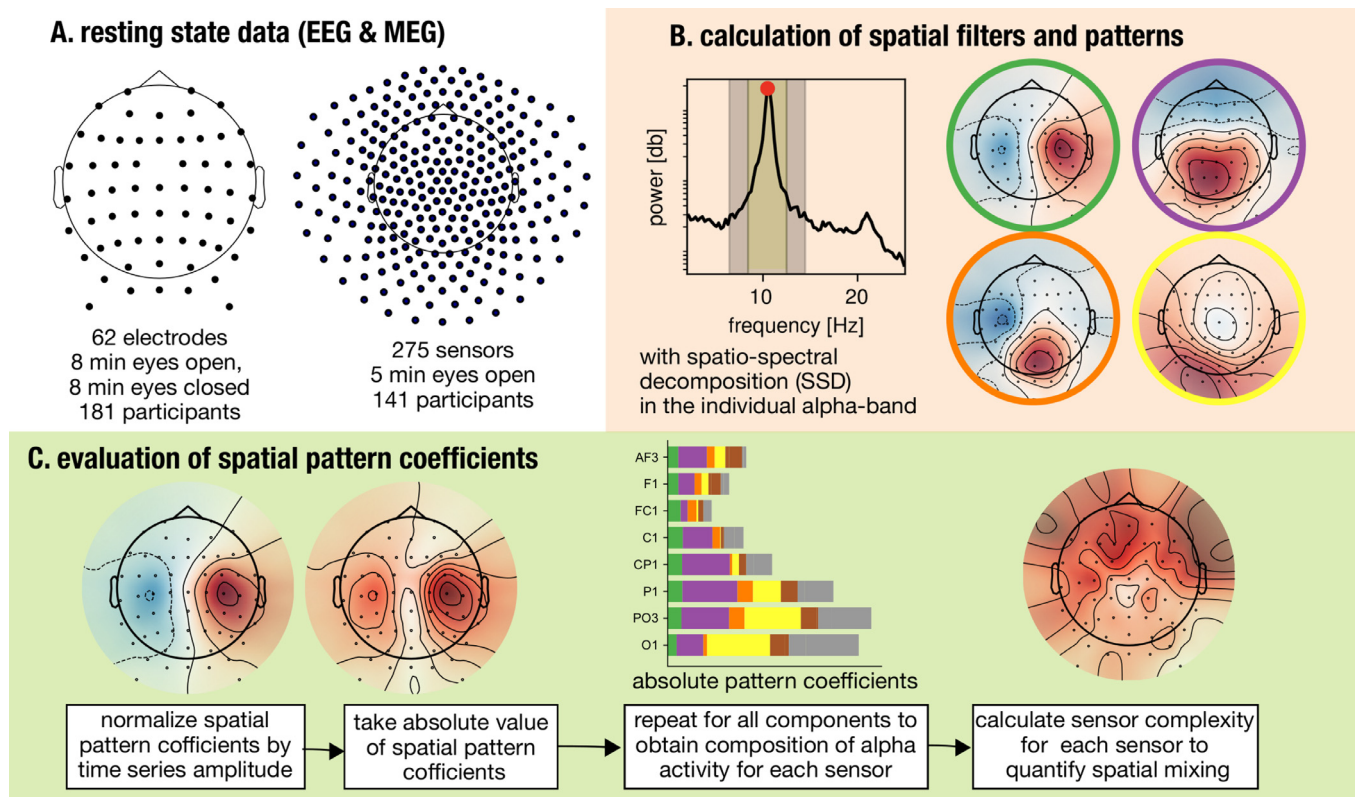 A. resting state data (EEG & MEG)
62 electrodes
8 min eyes open,
8 min eyes closed
181 participants
275 sensors
5 min eyes open
141 participants
B. calculation of spatial filters and patterns
power [db]
10
20
frequency [Hz]
with spatio-spectral
decomposition (SSD)
in the individual alpha-band
C. evaluation of spatial pattern coefficients
AF3
F1
FC1
C1
CP1
P1
PO3
O1
absolute pattern coefficients
normalize spatial
pattern cofficients by
time series amplitude
take absolute value
of spatial pattern
cofficients
repeat for all components to
obtain composition of alpha
activity for each sensor
calculate sensor complexity
for each sensor to
quantify spatial mixing